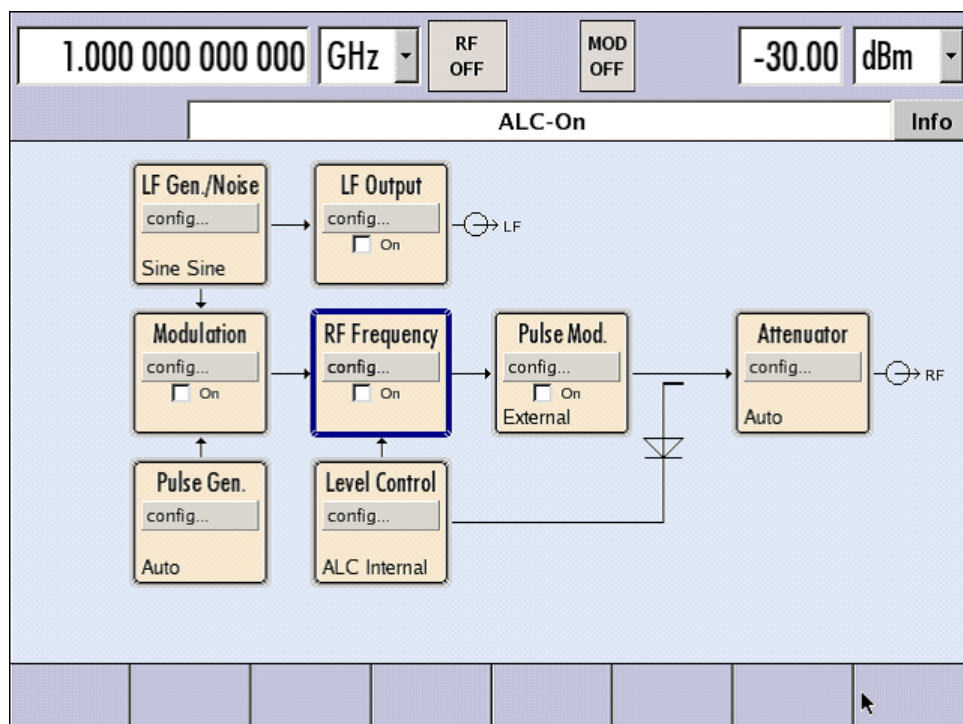 1.000 000 000 000 GHz RF OFF MOD OFF -30.00 dBm
ALC-On Info
LF Gen./Noise
config...
Sine Sine
LF Output
config...
On
LF
Modulation
config...
On
RF Frequency
config...
On
Pulse Mod.
config...
On
External
Attenuator
config...
Auto
RF
Pulse Gen.
config...
Auto
Level Control
config...
ALC Internal